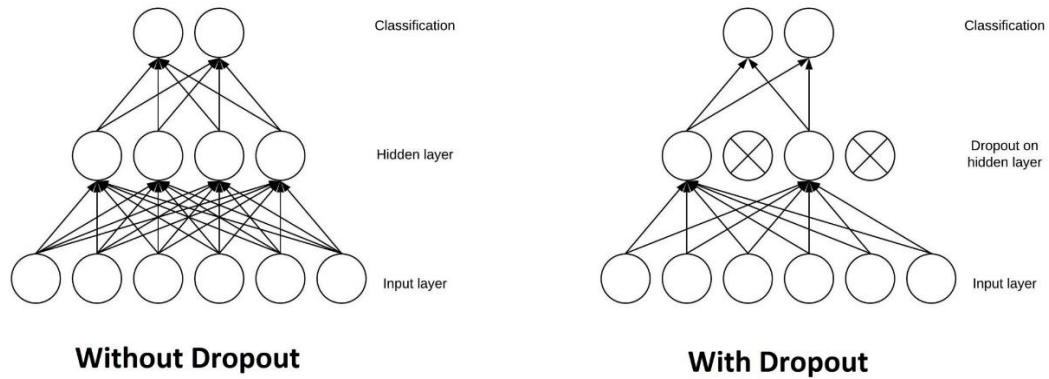 Classification
Hidden layer
Input layer
Without Dropout
Classification
Dropout on
hidden layer
Input layer
With Dropout